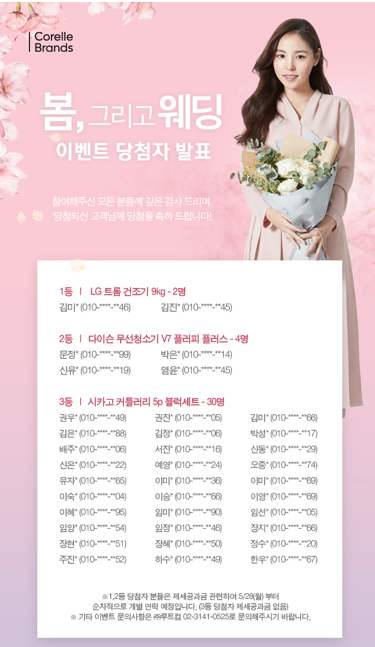 Corelle
Brands
봄, 그리고 웨딩
이벤트 당첨자 발표
참여해주신 모든 분들께 깊은 감사 드리며
당첨되신 고객님께 당첨을 축하 드립니다!
1등 | LG 트롬 건조기 9kg - 2명
김미* (010-****-**46) 김진* (010-****-**45)
2등 | 다이슨 무선청소기 V7 플러피 플러스 - 4명
문정* (010-****-**99) 박은* (010-****-**14)
신유* (010-****-**19) 염윤* (010-****-**45)
3등 | 시카고 커틀러리 5p 블럭세트 - 30명
권우* (010-****-**49) 권진* (010-****-**05) 김미* (010-****-**66)
김은* (010-****-**88) 김정* (010-****-**06) 박성* (010-****-**17)
배주* (010-****-**06) 서진* (010-****-**16) 신동* (010-****-**29)
신은* (010-****-**22) 예영* (010-****-**24) 오중* (010-****-**74)
유자* (010-****-**65) 이미* (010-****-**36) 이미* (010-****-**69)
이숙* (010-****-**04) 이승* (010-****-**66) 이영* (010-****-**69)
이혜* (010-****-**95) 임미* (010-****-**90) 임선* (010-****-**05)
임양* (010-****-**54) 임정* (010-****-**46) 장지* (010-****-**66)
장현* (010-****-**51) 장혜* (010-****-**50) 정수* (010-****-**20)
주진* (010-****-**52) 하수* (010-****-**49) 한우* (010-****-**67)
※1,2등 당첨자 분들은 제세공과금 관련하여 5/28(월) 부터
순차적으로 개별 연락 예정입니다. (3등 당첨자 제세공과금 없음)
※ 기타 이벤트 문의사항은 ㈜루트컴 02-3141-0525로 문의해주시기 바랍니다.